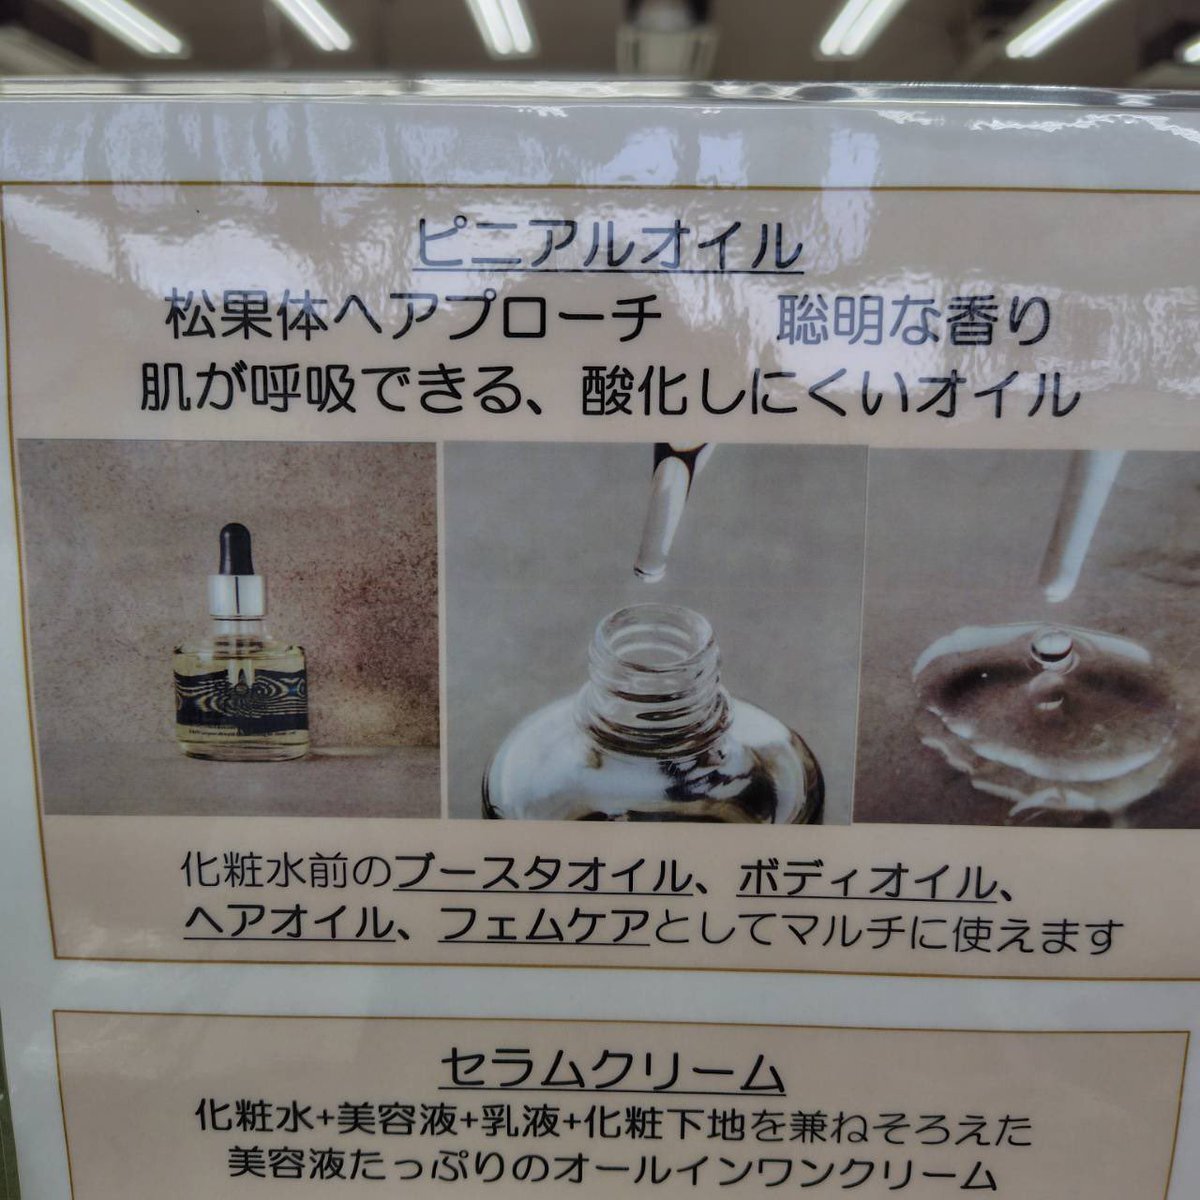 ピニアルオイル
松果体へアプローチ　聡明な香り
肌が呼吸できる、酸化しにくいオイル
化粧水前のブースタオイル、ボディオイル、
ヘアオイル、フェムケアとしてマルチに使えます
セラムクリーム
化粧水+美容液+乳液+化粧下地を兼ねそろえた
美容液たっぷりのオールインワンクリーム